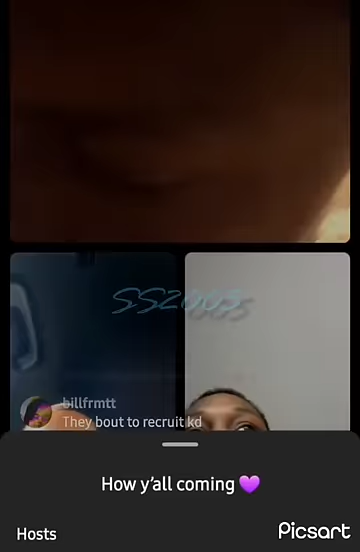 SS2003
billfrmtt
They bout to recruit kd
How y'all coming 💜
Hosts
Picsart